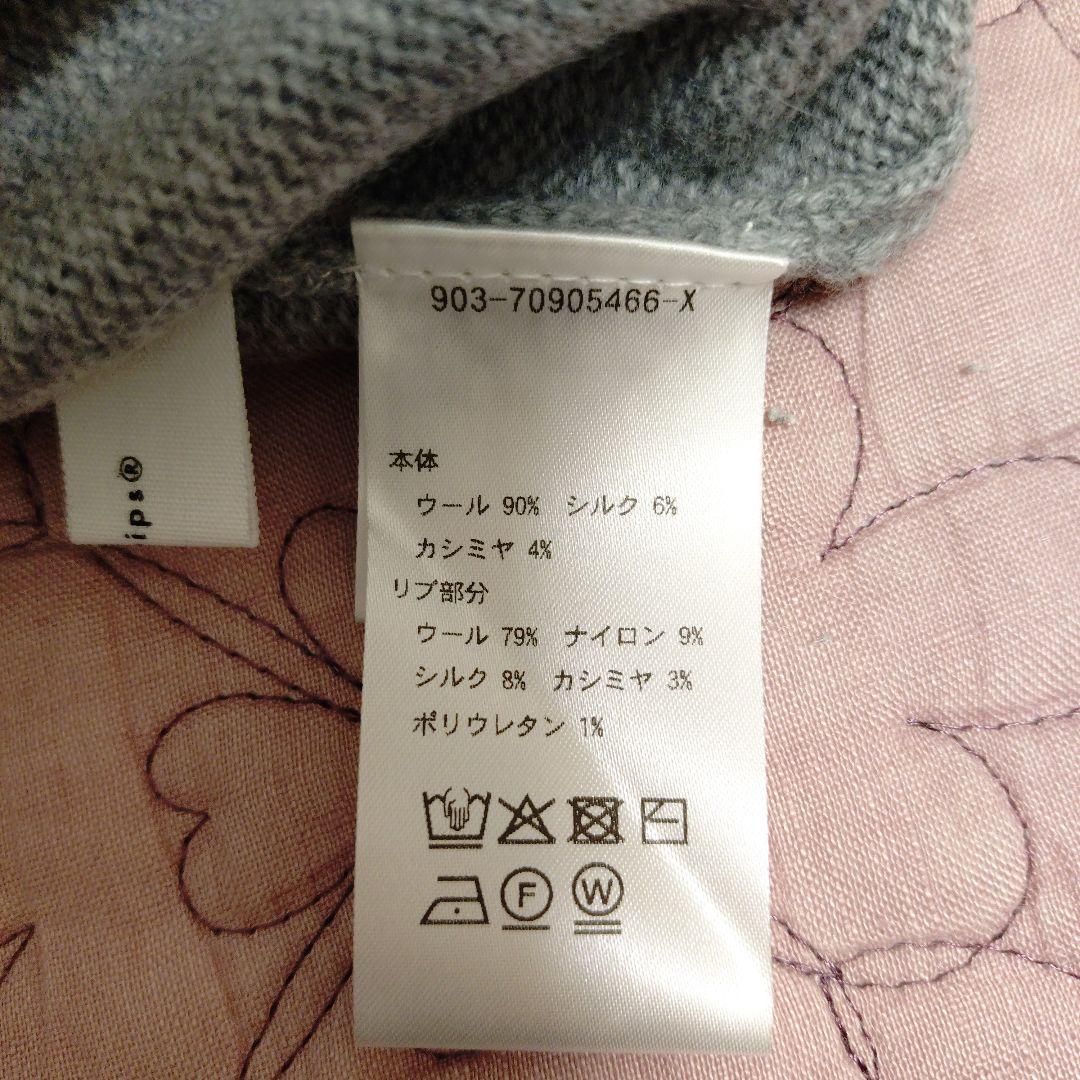 903-70905466-X
本体
ウール 90% シルク 6%
カシミヤ 4%
リブ部分
ウール 79% ナイロン 9%
シルク 8% カシミヤ 3%
ポリウレタン 1%
F W
ips®